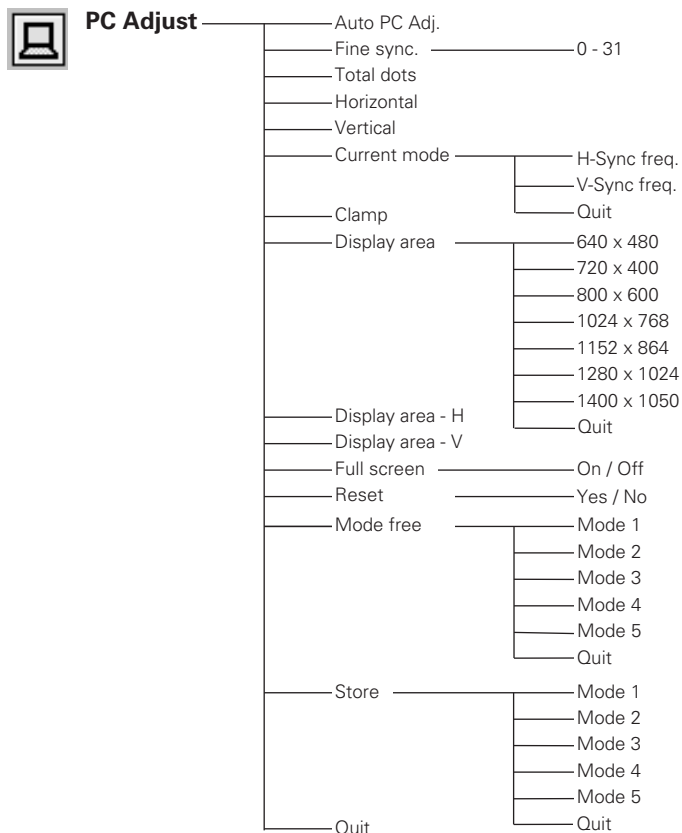 PC Adjust
Auto PC Adj.
Fine sync. 0 - 31
Total dots
Horizontal
Vertical
Current mode H-Sync freq.
V-Sync freq.
Quit
Clamp
Display area 640 x 480
720 x 400
800 x 600
1024 x 768
1152 x 864
1280 x 1024
1400 x 1050
Quit
Display area - H
Display area - V
Full screen On / Off
Reset Yes / No
Mode free Mode 1
Mode 2
Mode 3
Mode 4
Mode 5
Quit
Store Mode 1
Mode 2
Mode 3
Mode 4
Mode 5
Quit
Quit